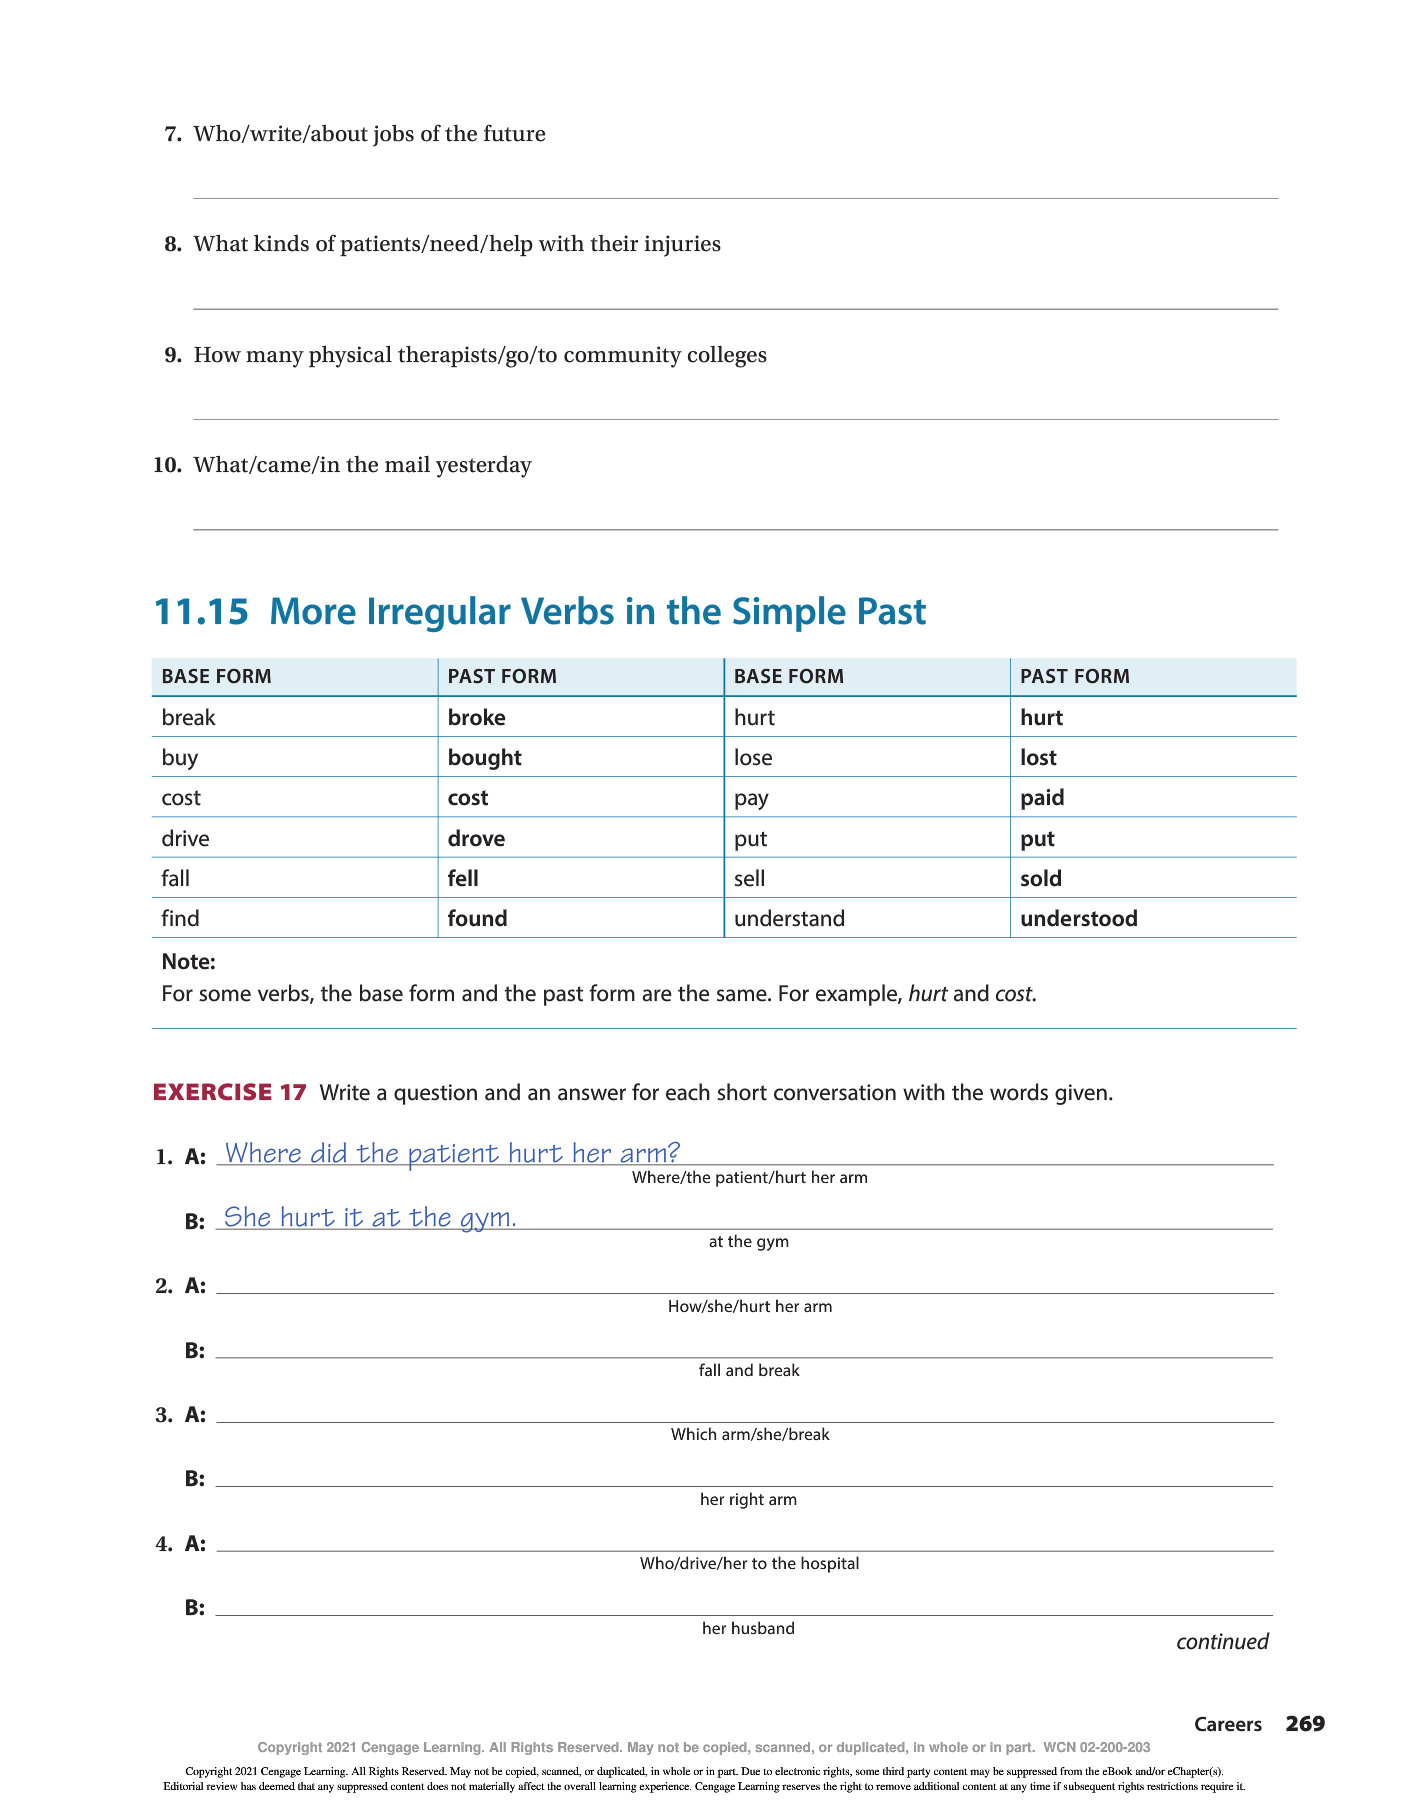 7. Who/write/about jobs of the future
8. What kinds of patients/need/help with their injuries
9. How many physical therapists/go/to community colleges
10. What/came/in the mail yesterday
11.15 More Irregular Verbs in the Simple Past
BASE FORM PAST FORM BASE FORM PAST FORM
break broke hurt hurt
buy bought lose lost
cost cost pay paid
drive drove put put
fall fell sell sold
find found understand understood
Note:
For some verbs, the base form and the past form are the same. For example, hurt and cost.
EXERCISE 17 Write a question and an answer for each short conversation with the words given.
1. A: Where did the patient hurt her arm?
Where/the patient/hurt her arm
B: She hurt it at the gym.
at the gym
2. A:
How/she/hurt her arm
B:
fall and break
3. A:
Which arm/she/break
B:
her right arm
4. A:
Who/drive/her to the hospital
B:
her husband
continued
Careers 269
Copyright 2021 Cengage Learning. All Rights Reserved. May not be copied, scanned, or duplicated, in whole or in part. WCN 02-200-203
Copyright 2021 Cengage Learning. All Rights Reserved. May not be copied, scanned, or duplicated, in whole or in part. Due to electronic rights, some third party content may be suppressed from the eBook and/or eChapter(s).
Editorial review has deemed that any suppressed content does not materially affect the overall learning experience. Cengage Learning reserves the right to remove additional content at any time if subsequent rights restrictions require it.